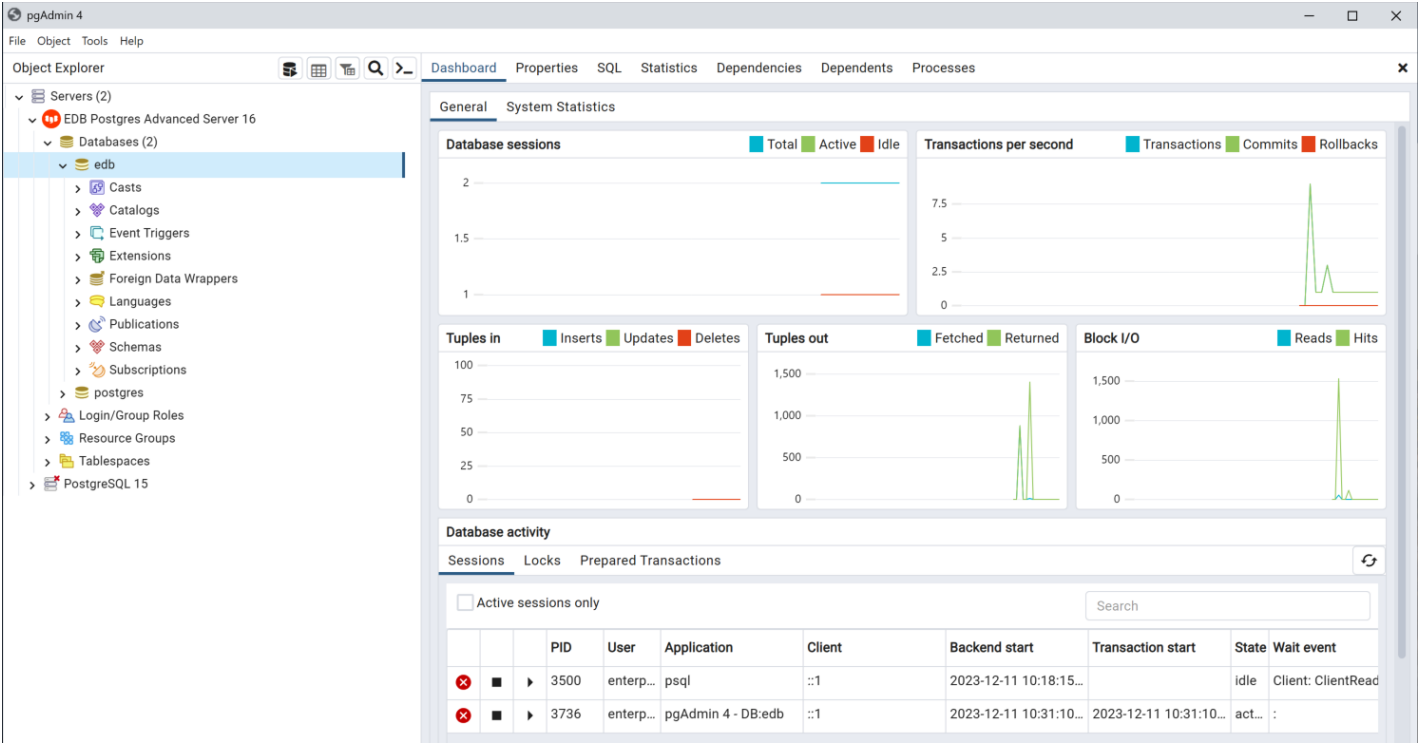 pgAdmin 4
File Object Tools Help
Object Explorer
Dashboard Properties SQL Statistics Dependencies Dependents Processes
Servers (2)
EDB Postgres Advanced Server 16
Databases (2)
edb
Casts
Catalogs
Event Triggers
Extensions
Foreign Data Wrappers
Languages
Publications
Schemas
Subscriptions
postgres
Login/Group Roles
Resource Groups
Tablespaces
PostgreSQL 15
General System Statistics
Database sessions Total Active Idle
2
1.5
1
Transactions per second Transactions Commits Rollbacks
7.5
5
2.5
0
Tuples in Inserts Updates Deletes
100
75
50
25
0
Tuples out Fetched Returned
1,500
1,000
500
0
Block I/O Reads Hits
1,500
1,000
500
0
Database activity
Sessions Locks Prepared Transactions
Active sessions only Search
PID User Application Client Backend start Transaction start State Wait event
3500 enterp... psql ::1 2023-12-11 10:18:15... idle Client: ClientRead
3736 enterp... pgAdmin 4 - DB:edb ::1 2023-12-11 10:31:10... 2023-12-11 10:31:10... act... :